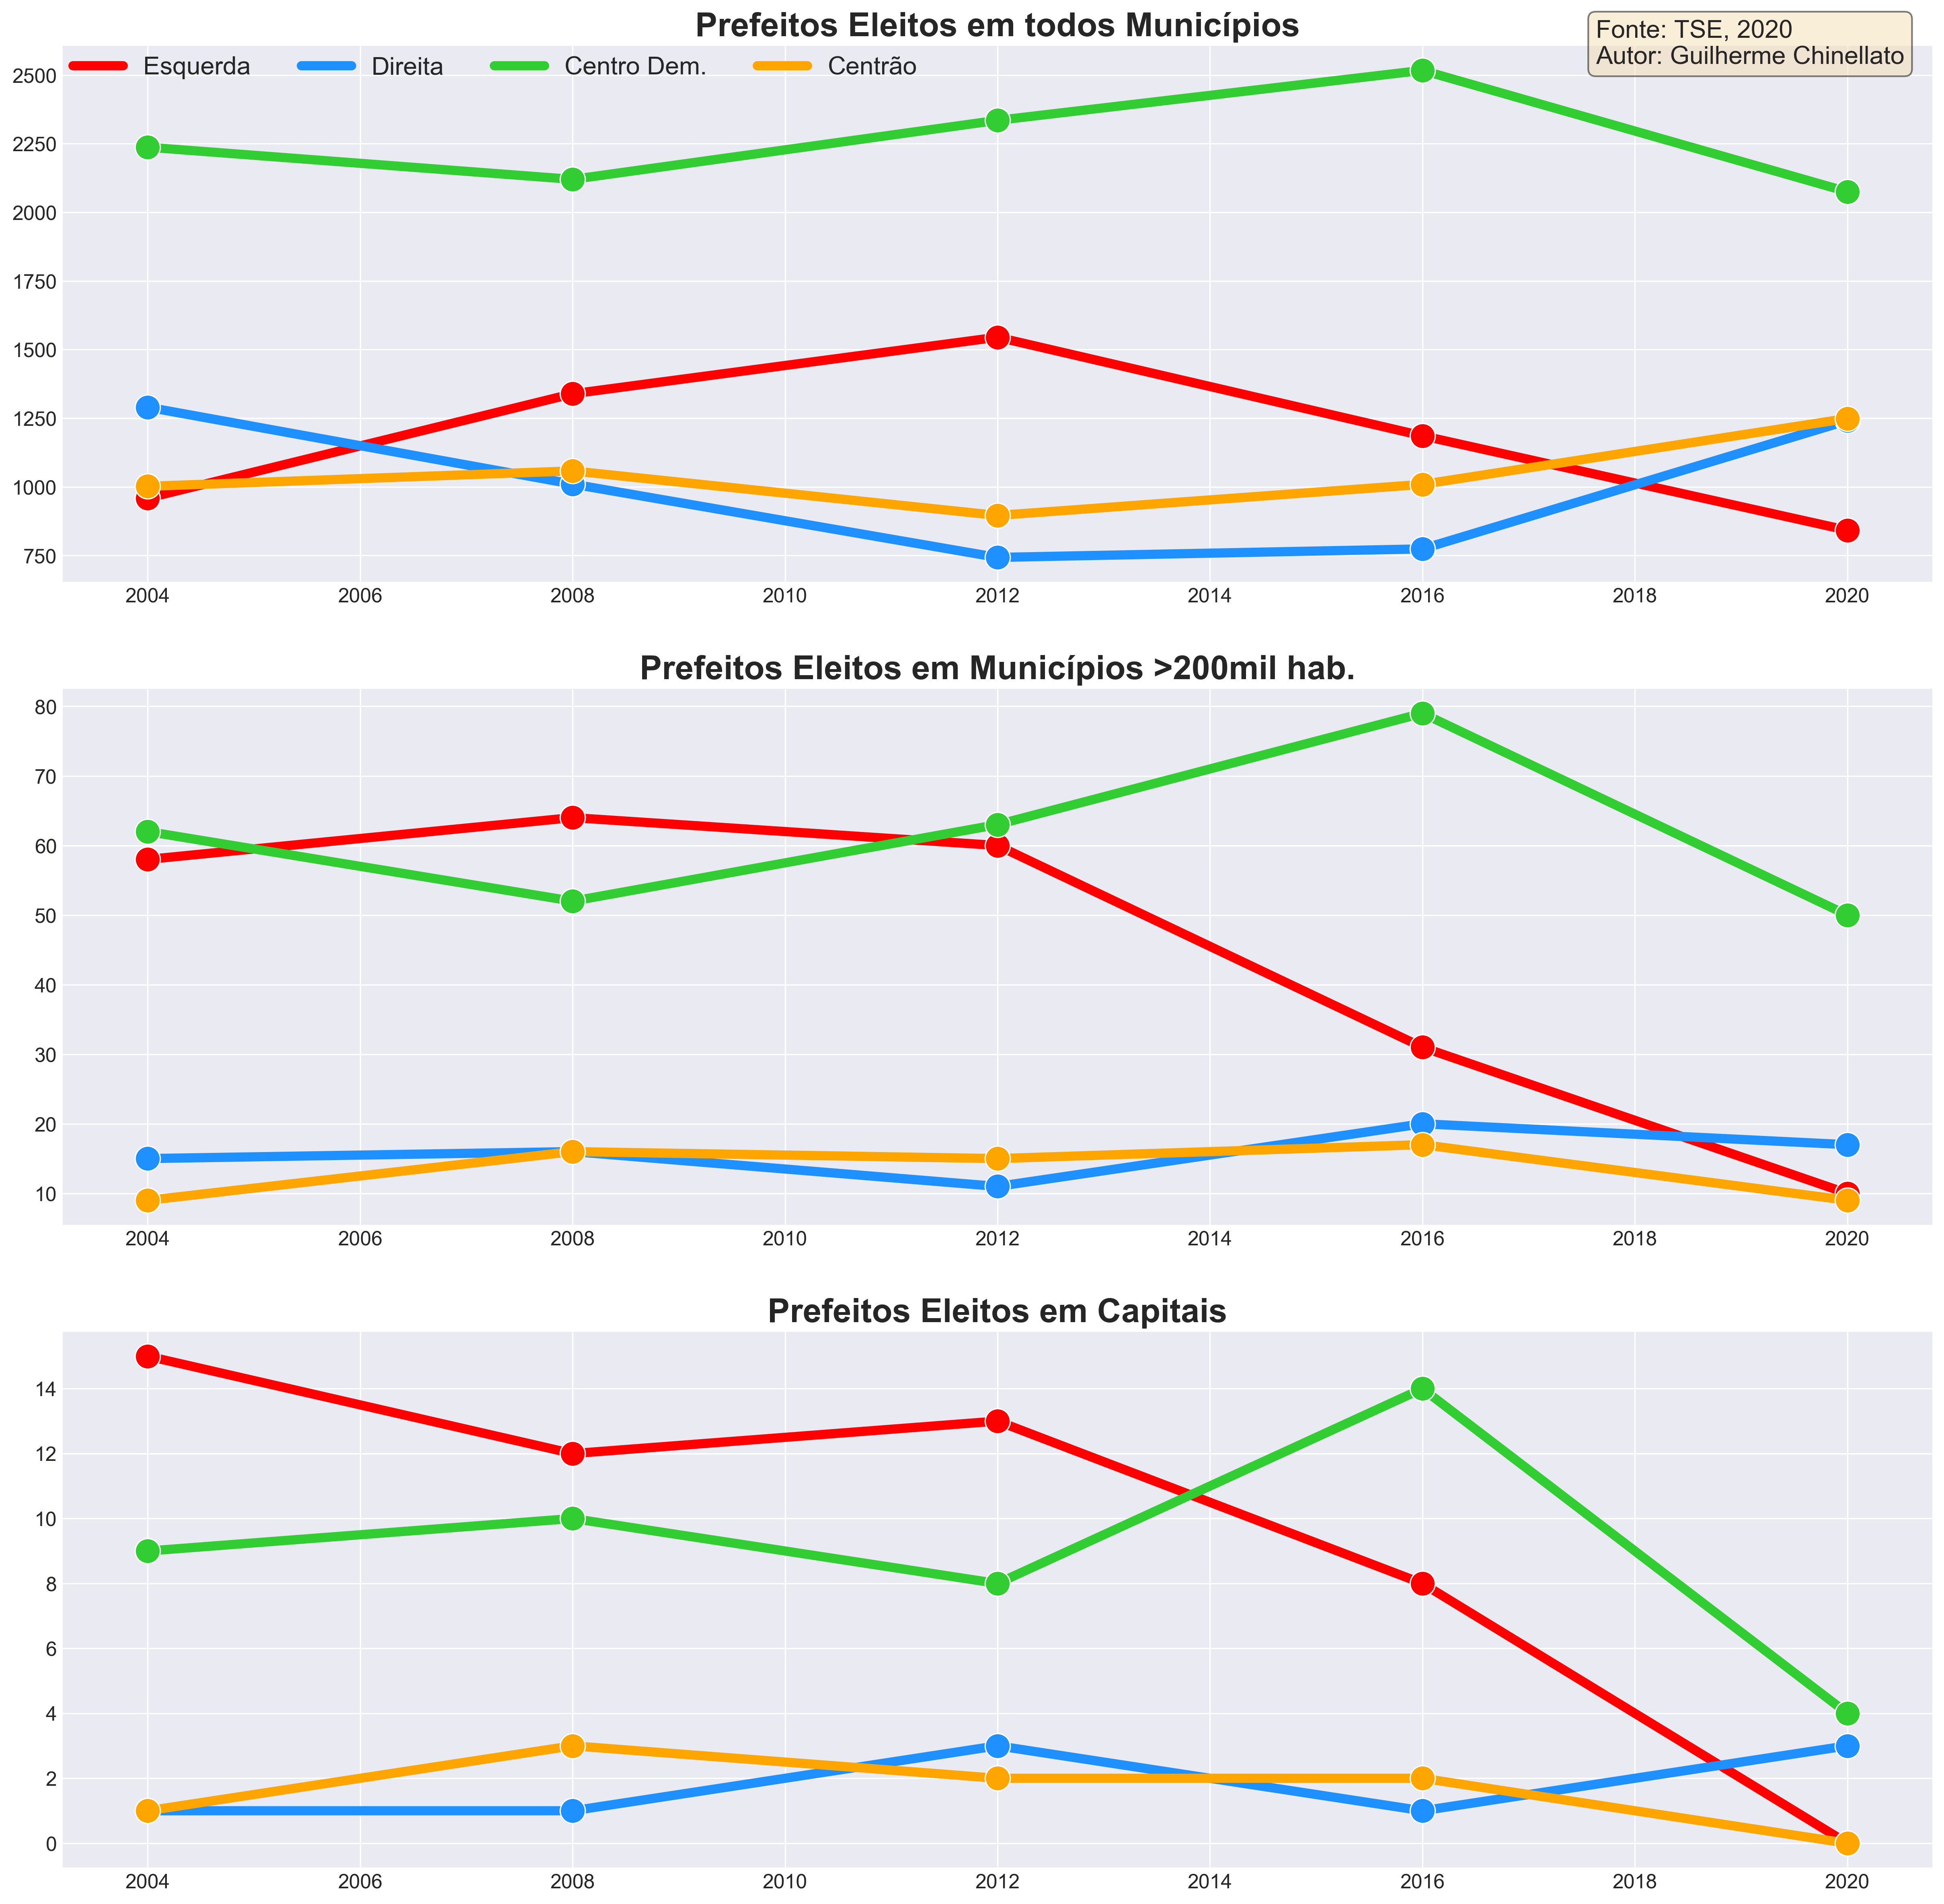 Prefeitos Eleitos em todos Municípios
Fonte: TSE, 2020
Autor: Guilherme Chinellato
Esquerda Direita Centro Dem. Centrão
2500
2250
2000
1750
1500
1250
1000
750
2004 2006 2008 2010 2012 2014 2016 2018 2020
Prefeitos Eleitos em Municípios >200mil hab.
80
70
60
50
40
30
20
10
2004 2006 2008 2010 2012 2014 2016 2018 2020
Prefeitos Eleitos em Capitais
14
12
10
8
6
4
2
0
2004 2006 2008 2010 2012 2014 2016 2018 2020